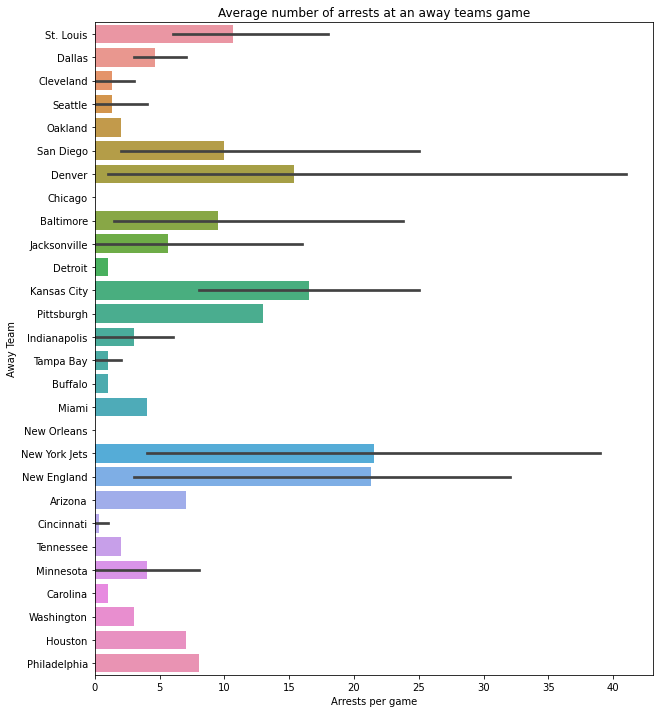 Average number of arrests at an away teams game
St. Louis
Dallas
Cleveland
Seattle
Oakland
San Diego
Denver
Chicago
Baltimore
Jacksonville
Detroit
Kansas City
Pittsburgh
Indianapolis
Tampa Bay
Buffalo
Miami
New Orleans
New York Jets
New England
Arizona
Cincinnati
Tennessee
Minnesota
Carolina
Washington
Houston
Philadelphia
Away Team
0 5 10 15 20 25 30 35 40
Arrests per game